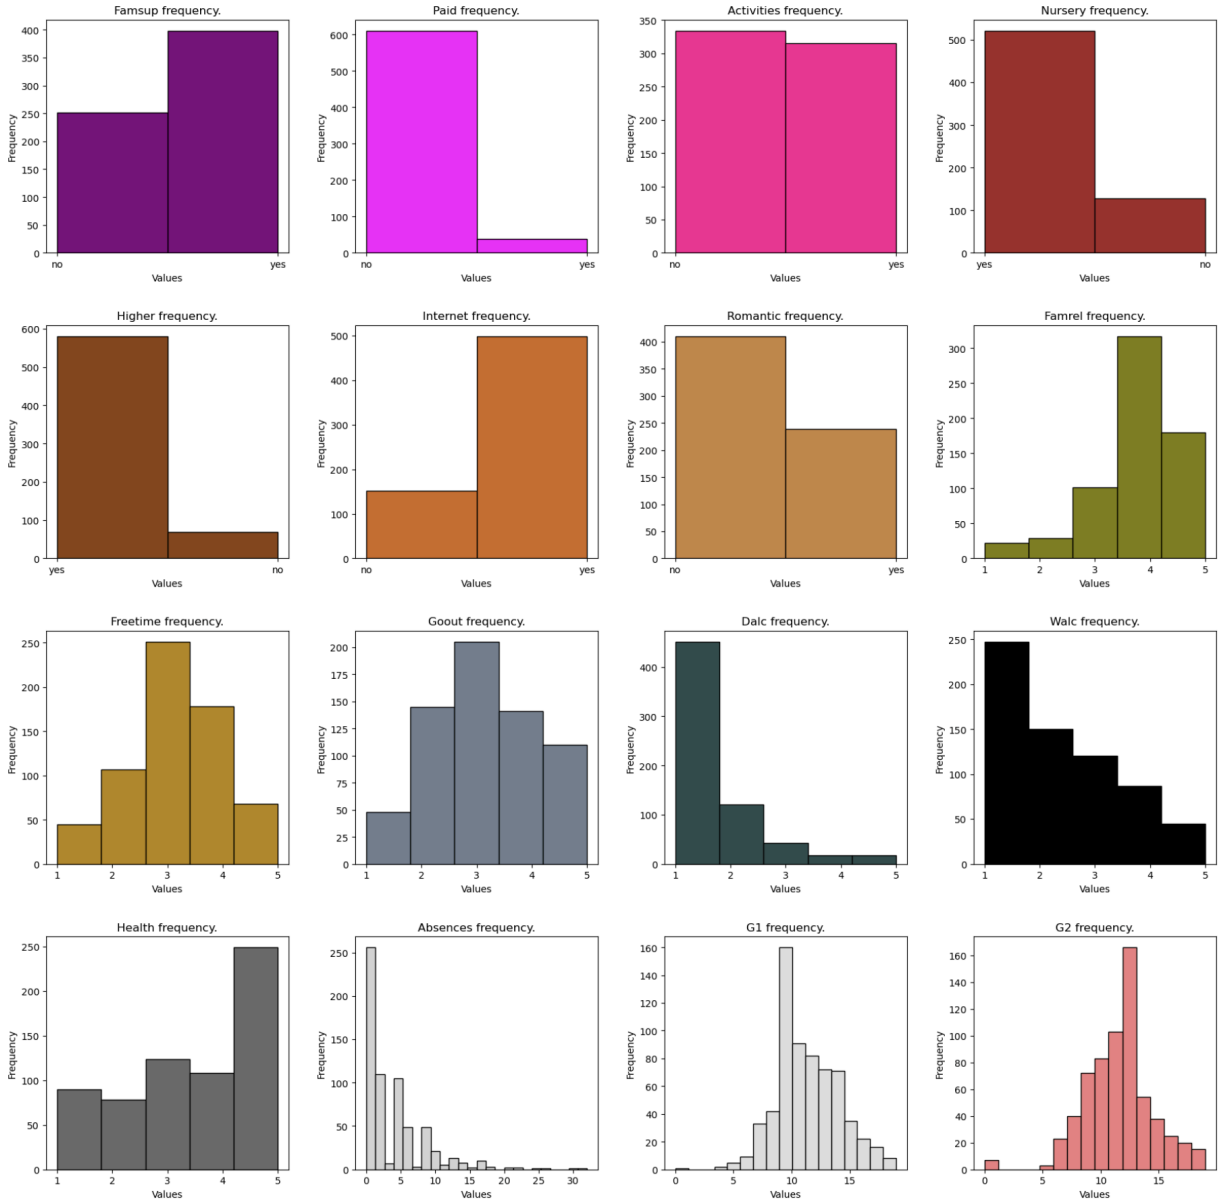 Famsup frequency.
400
350
300
250
200
150
100
50
0
Frequency
no yes
Values
Paid frequency.
600
500
400
300
200
100
0
Frequency
no yes
Values
Activities frequency.
350
300
250
200
150
100
50
0
Frequency
no yes
Values
Nursery frequency.
500
400
300
200
100
0
Frequency
yes no
Values
Higher frequency.
600
500
400
300
200
100
0
Frequency
yes no
Values
Internet frequency.
500
400
300
200
100
0
Frequency
no yes
Values
Romantic frequency.
400
350
300
250
200
150
100
50
0
Frequency
no yes
Values
Famrel frequency.
300
250
200
150
100
50
0
Frequency
1 2 3 4 5
Values
Freetime frequency.
250
200
150
100
50
0
Frequency
1 2 3 4 5
Values
Goout frequency.
200
175
150
125
100
75
50
25
0
Frequency
1 2 3 4 5
Values
Dalc frequency.
400
300
200
100
0
Frequency
1 2 3 4 5
Values
Walc frequency.
250
200
150
100
50
0
Frequency
1 2 3 4 5
Values
Health frequency.
250
200
150
100
50
0
Frequency
1 2 3 4 5
Values
Absences frequency.
250
200
150
100
50
0
Frequency
0 5 10 15 20 25 30
Values
G1 frequency.
160
140
120
100
80
60
40
20
0
Frequency
0 5 10 15
Values
G2 frequency.
160
140
120
100
80
60
40
20
0
Frequency
0 5 10 15
Values